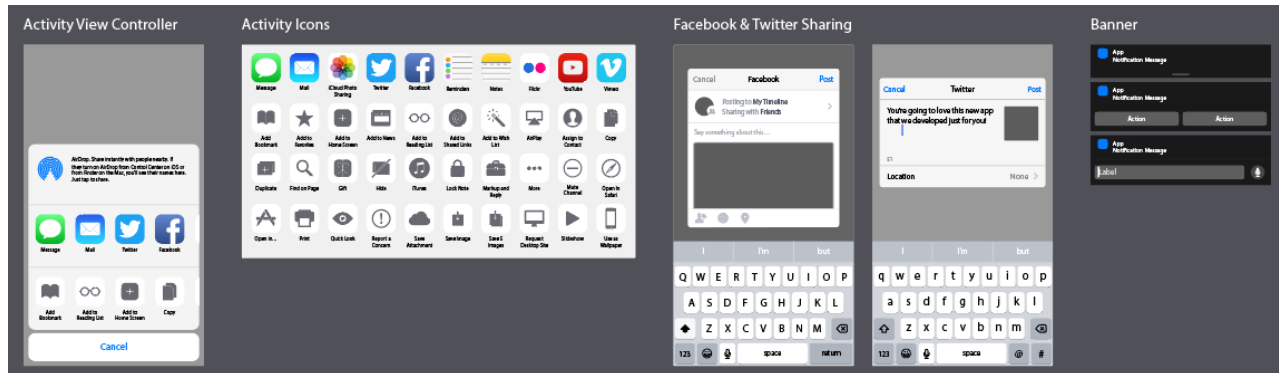 Activity View Controller
AirDrop. Share instantly with people nearby. If
they turn on AirDrop from Control Center on iOS or
from Finder on the Mac, you'll see their names here.
Just tap to share.
Message Mail Twitter Facebook
Add Bookmark
Add to Reading List
Add to Home Screen
Copy
Cancel
Activity Icons
Message
Mail
iCloud Photo Sharing
Twitter
Facebook
Reminders
Notes
Flickr
YouTube
Vimeo
Add Bookmark
Add to Favorites
Add to Home Screen
Add to News
Add to Reading List
Add to Shared Links
Add to Wish List
AirPlay
Assign to Contact
Copy
Duplicate
Find on Page
Gift
Hide
iTunes
Lock Note
Markup and Reply
More
Mute Channel
Open in Safari
Open in...
Print
Quick Look
Report a Concern
Save Attachment
Save Image
Save 5 Images
Request Desktop Site
Slideshow
Use as Wallpaper
Facebook & Twitter Sharing
Cancel Facebook Post
Posting to My Timeline
Sharing with Friends
Say something about this...
I I'm but
Q W E R T Y U I O P
A S D F G H J K L
Z X C V B N M
123 space return
Cancel Twitter Post
You're going to love this new app
that we developed just for you!
51
Location None
I I'm but
q w e r t y u i o p
a s d f g h j k l
z x c v b n m
123 space @ #
Banner
App
Notification Message
App
Notification Message
Action Action
App
Notification Message
Label